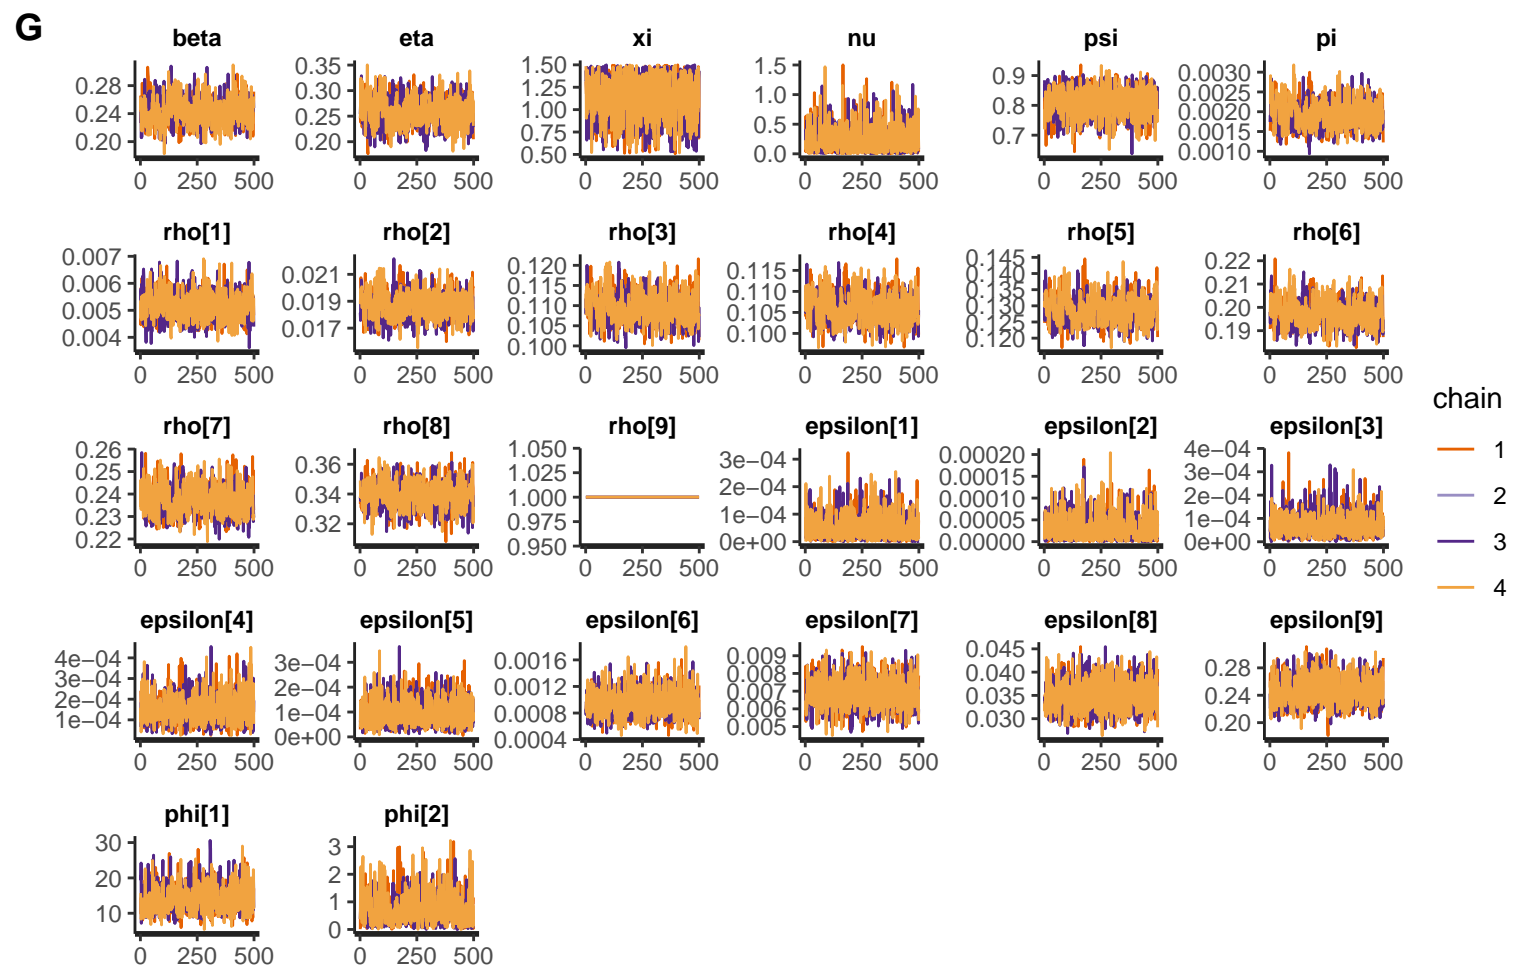 G
beta eta xi nu psi pi
0.28 0.24 0.20
0.35 0.30 0.25 0.20
1.50 1.25 1.00 0.75 0.50
1.5 1.0 0.5 0.0
0.9 0.8 0.7
0.0030 0.0025 0.0020 0.0015 0.0010
0 250 500 0 250 500 0 250 500 0 250 500 0 250 500 0 250 500
rho[1] rho[2] rho[3] rho[4] rho[5] rho[6]
0.007 0.006 0.005 0.004
0.021 0.019 0.017
0.120 0.115 0.110 0.105 0.100
0.115 0.110 0.105 0.100
0.145 0.140 0.135 0.130 0.125 0.120
0.22 0.21 0.20 0.19
0 250 500 0 250 500 0 250 500 0 250 500 0 250 500 0 250 500
rho[7] rho[8] rho[9] epsilon[1] epsilon[2] epsilon[3]
0.26 0.25 0.24 0.23 0.22
0.36 0.34 0.32
1.050 1.025 1.000 0.975 0.950
3e−04 2e−04 1e−04 0e+00
0.00020 0.00015 0.00010 0.00005 0.00000
4e−04 3e−04 2e−04 1e−04 0e+00
0 250 500 0 250 500 0 250 500 0 250 500 0 250 500 0 250 500
epsilon[4] epsilon[5] epsilon[6] epsilon[7] epsilon[8] epsilon[9]
4e−04 3e−04 2e−04 1e−04
3e−04 2e−04 1e−04 0e+00
0.0016 0.0012 0.0008 0.0004
0.009 0.008 0.007 0.006 0.005
0.045 0.040 0.035 0.030
0.28 0.24 0.20
0 250 500 0 250 500 0 250 500 0 250 500 0 250 500 0 250 500
phi[1] phi[2]
30 20 10
3 2 1 0
0 250 500 0 250 500
chain
1
2
3
4